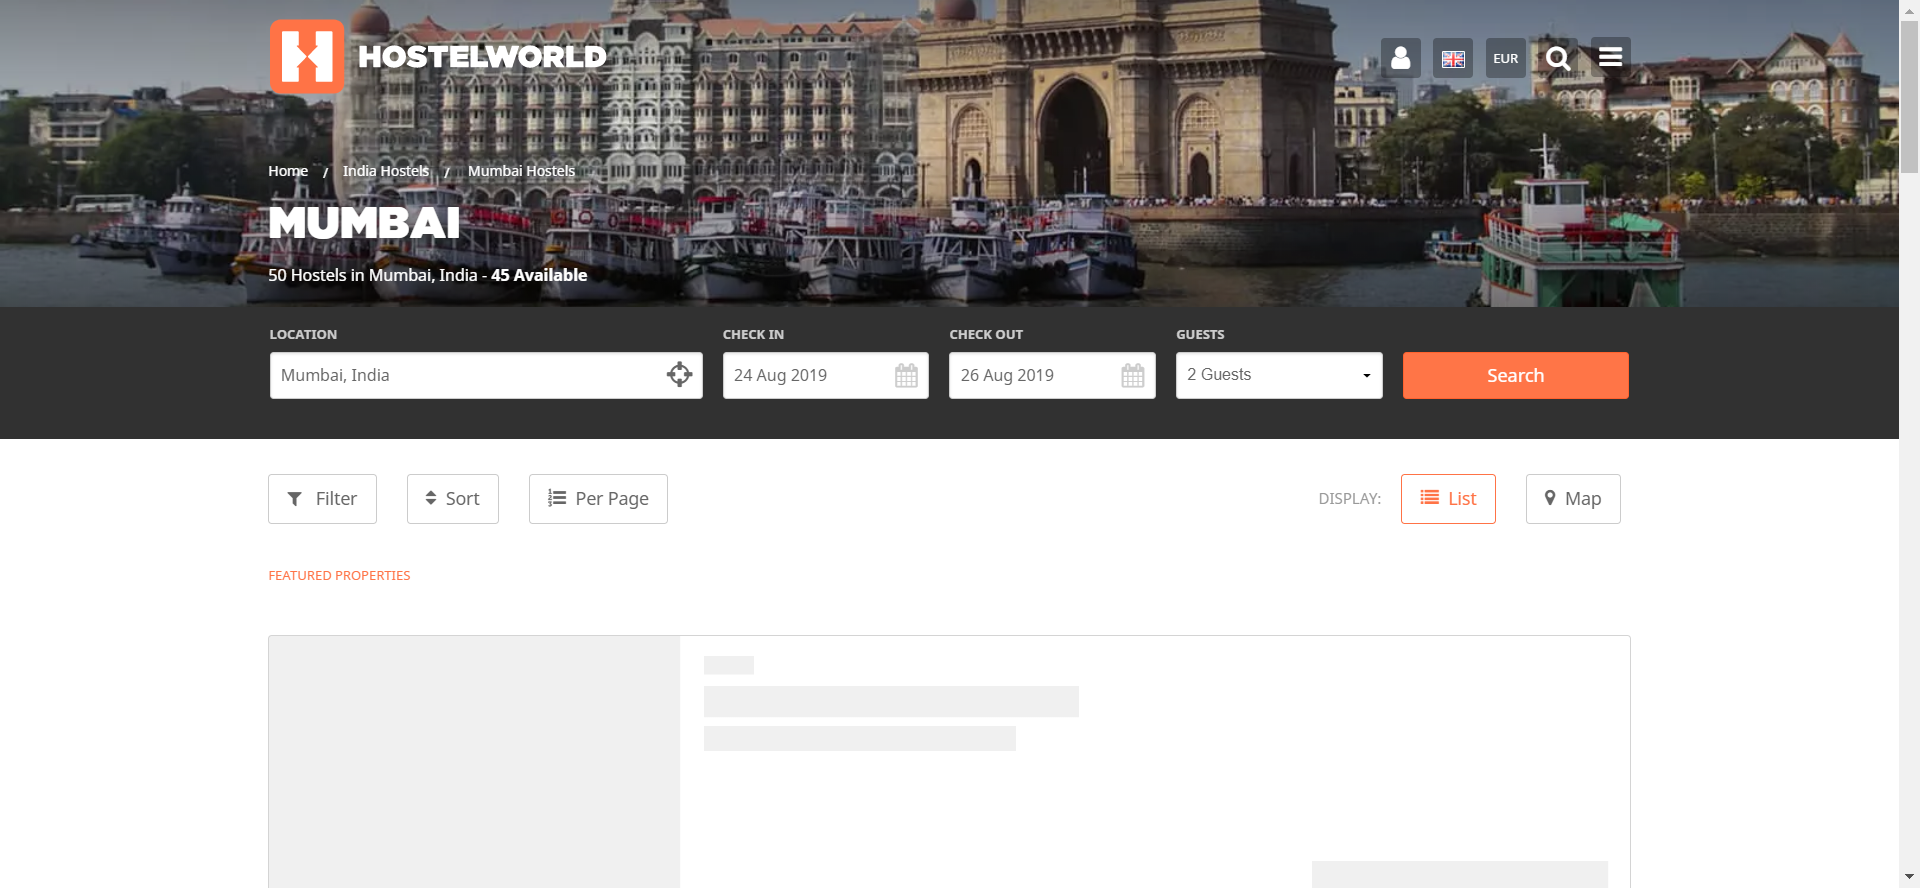 HOSTELWORLD
EUR
Home / India Hostels / Mumbai Hostels
MUMBAI
50 Hostels in Mumbai, India - 45 Available
LOCATION CHECK IN CHECK OUT GUESTS
Mumbai, India 24 Aug 2019 26 Aug 2019 2 Guests Search
Filter Sort Per Page DISPLAY: List Map
FEATURED PROPERTIES